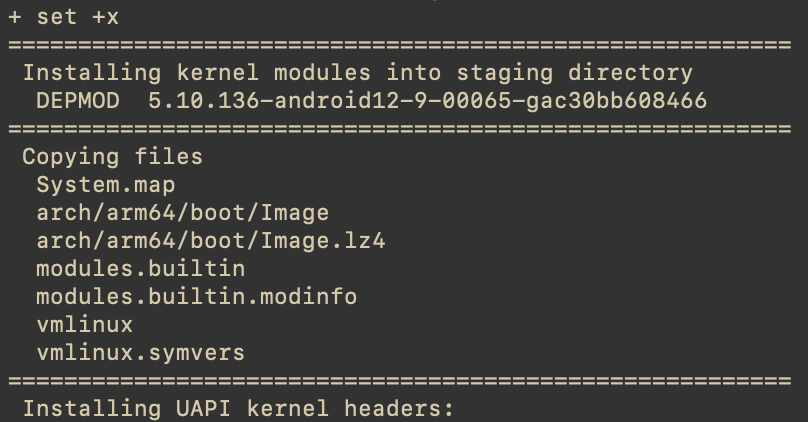 + set +x
========================================================
Installing kernel modules into staging directory
DEPMOD  5.10.136-android12-9-00065-gac30bb608466
========================================================
Copying files
System.map
arch/arm64/boot/Image
arch/arm64/boot/Image.lz4
modules.builtin
modules.builtin.modinfo
vmlinux
vmlinux.symvers
========================================================
Installing UAPI kernel headers: